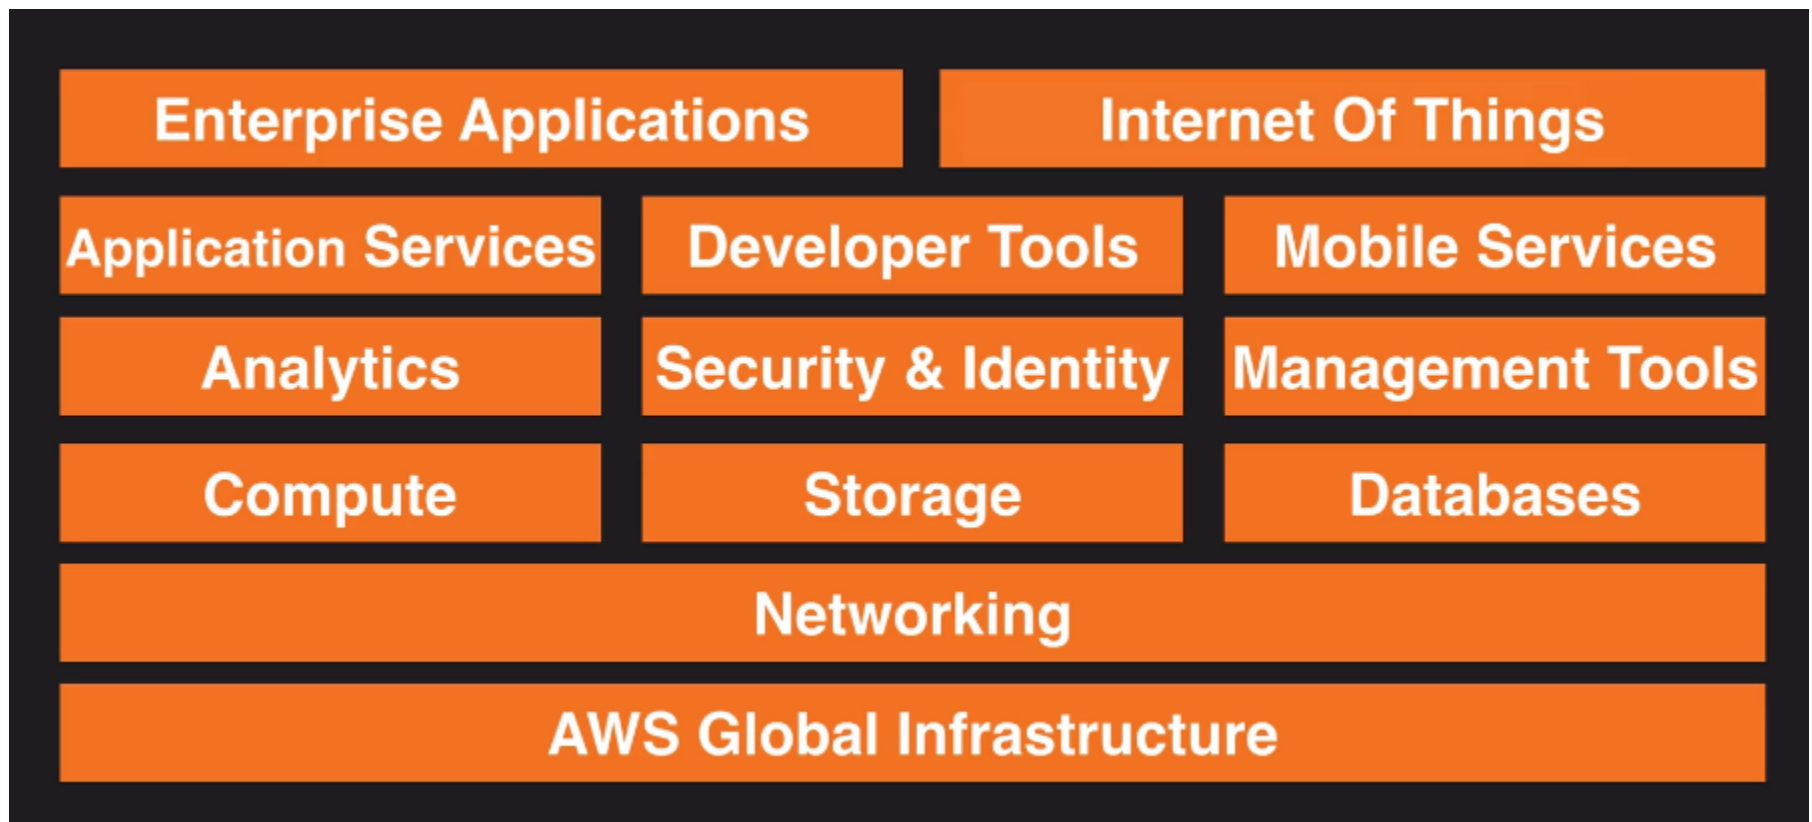 Enterprise Applications
Internet Of Things
Application Services
Developer Tools
Mobile Services
Analytics
Security & Identity
Management Tools
Compute
Storage
Databases
Networking
AWS Global Infrastructure